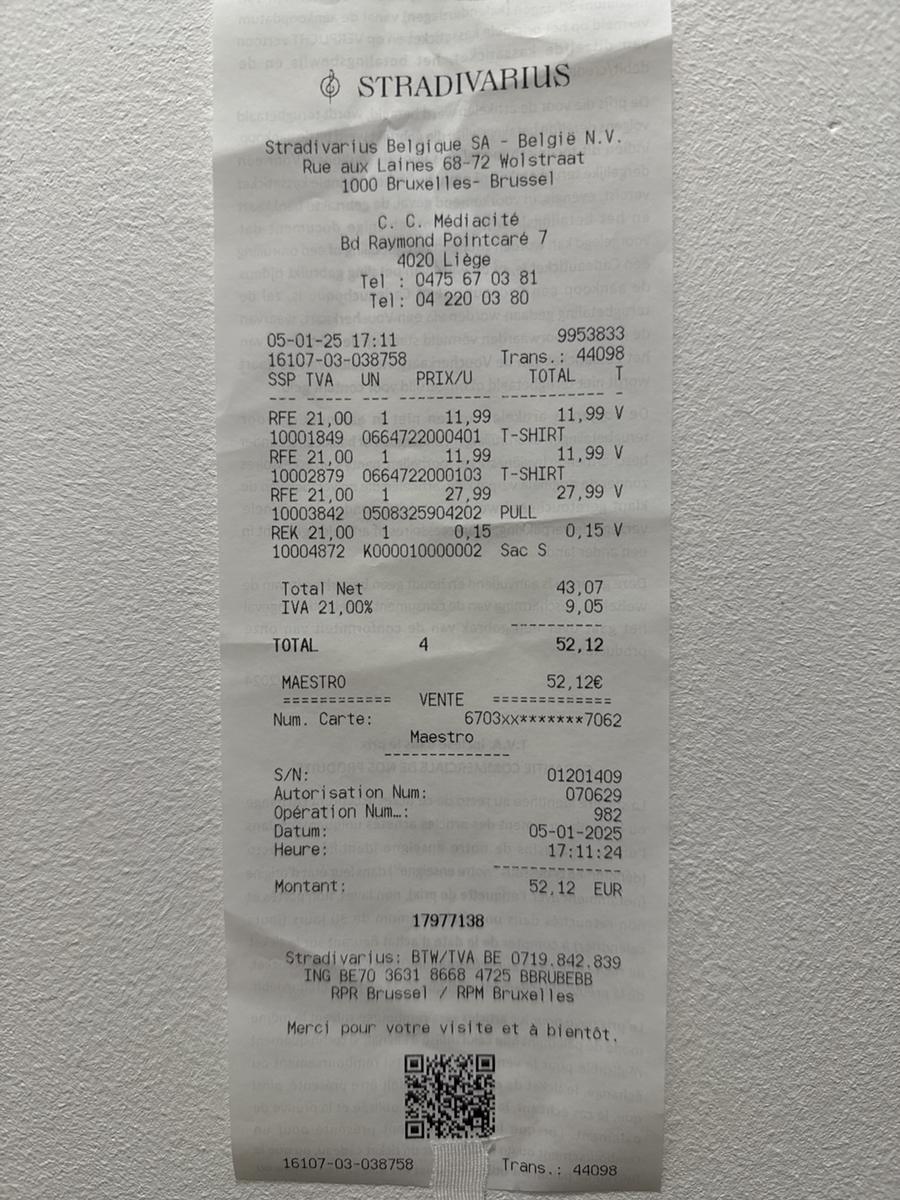 STRADIVARIUS
Stradivarius Belgique SA - België N.V.
Rue aux Laines 68-72 Wolstraat
1000 Bruxelles- Brussel
C. C. Médiacité
Bd Raymond Pointcaré 7
4020 Liège
Tel : 0475 67 03 81
Tel: 04 220 03 80
05-01-25 17:11 9953833
16107-03-038758 Trans.: 44098
SSP TVA UN PRIX/U TOTAL T
--- ----- --- --------- ----------- -
RFE 21,00 1 11,99 11,99 V
10001849 0664722000401 T-SHIRT
RFE 21,00 1 11,99 11,99 V
10002879 0664722000103 T-SHIRT
RFE 21,00 1 27,99 27,99 V
10003842 0508325904202 PULL
REK 21,00 1 0,15 0,15 V
10004872 K000010000002 Sac S
Total Net 43,07
IVA 21,00% 9,05
----------
TOTAL 4 52,12
MAESTRO 52,12€
============ VENTE =============
Num. Carte: 6703xx*******7062
Maestro
--------------
S/N: 01201409
Autorisation Num: 070629
Opération Num…: 982
Datum: 05-01-2025
Heure: 17:11:24
--------------
Montant: 52,12 EUR
17977138
Stradivarius: BTW/TVA BE 0719.842.839
ING BE70 3631 8668 4725 BBRUBEBB
RPR Brussel / RPM Bruxelles
Merci pour votre visite et à bientôt.
16107-03-038758 Trans.: 44098